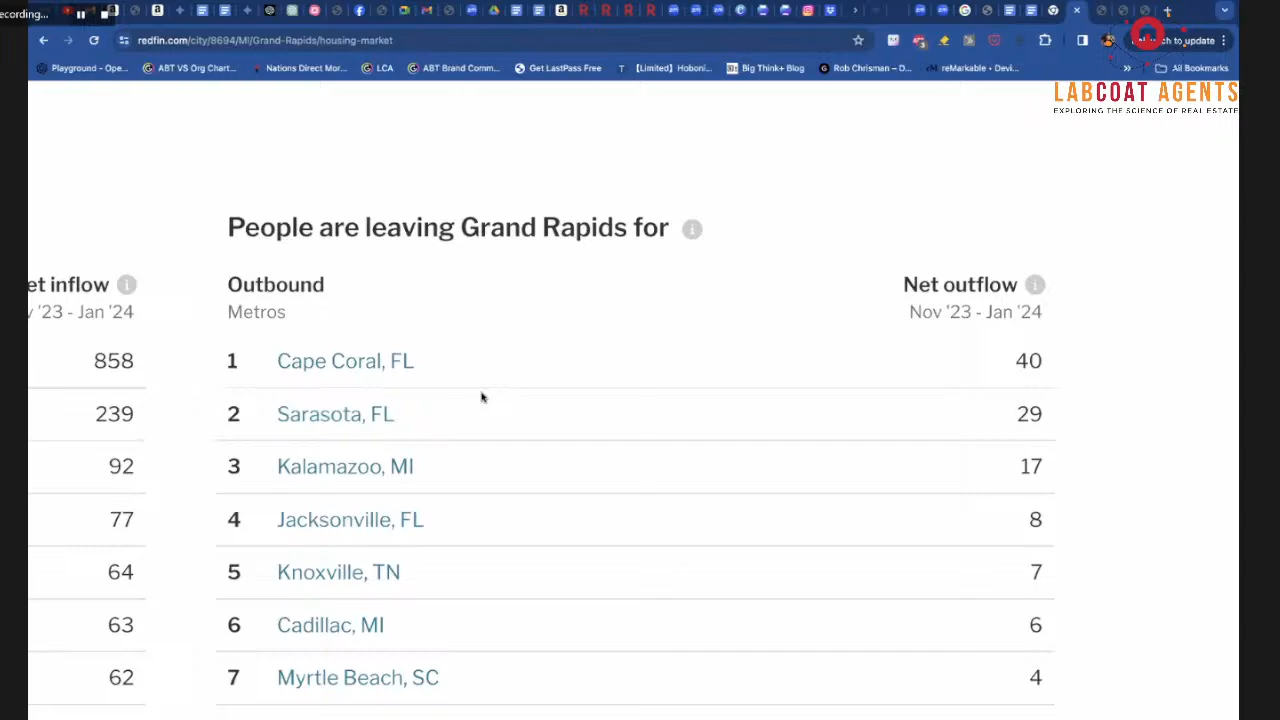 ecording...
redfin.com/city/8694/MI/Grand-Rapids/housing-market
ch to update
Playground - Ope...
ABT VS Org Chart...
Nations Direct Mor...
LCA
ABT Brand Comm...
Get LastPass Free
[Limited] Hoboni...
Big Think+ Blog
Rob Chrisman – D...
reMarkable • Devi...
»
All Bookmarks
LABCOAT AGENTS
EXPLORING THE SCIENCE OF REAL ESTATE
People are leaving Grand Rapids for
et inflow
v '23 - Jan '24
858
239
92
77
64
63
62
Outbound
Net outflow
Metros
Nov '23 - Jan '24
1 Cape Coral, FL 40
2 Sarasota, FL 29
3 Kalamazoo, MI 17
4 Jacksonville, FL 8
5 Knoxville, TN 7
6 Cadillac, MI 6
7 Myrtle Beach, SC 4